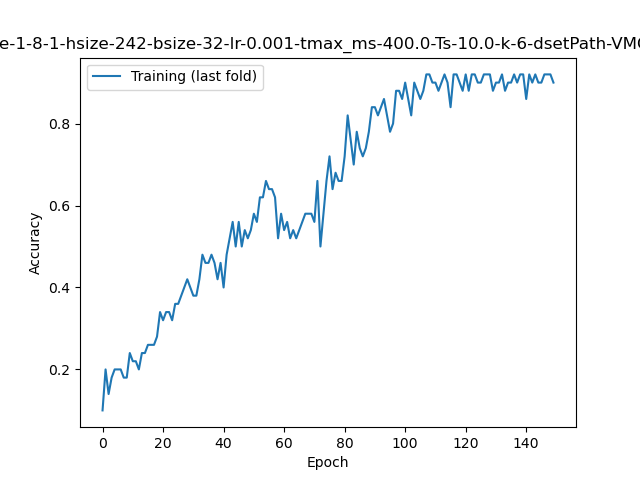 e-1-8-1-hsize-242-bsize-32-lr-0.001-tmax_ms-400.0-Ts-10.0-k-6-dsetPath-VM
Training (last fold)
0.8
0.6
0.4
0.2
Accuracy
0 20 40 60 80 100 120 140
Epoch